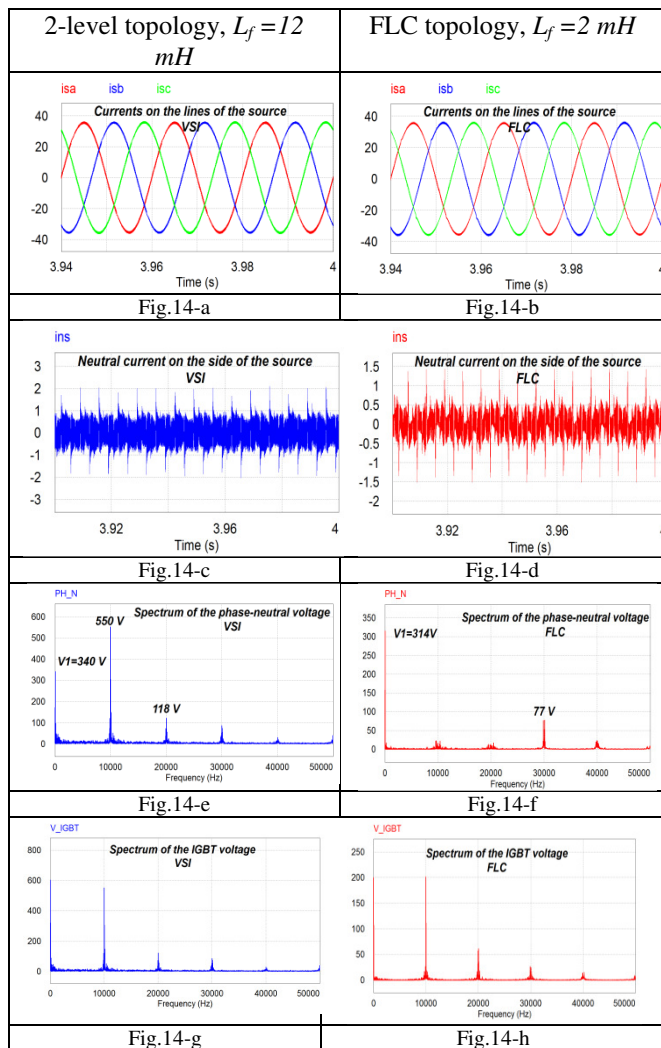 2-level topology, Lf =12
mH
FLC topology, Lf =2 mH
isa isb isc
Currents on the lines of the source
VSI
40
20
0
-20
-40
3.94 3.96 3.98 4
Time (s)
isa isb isc
Currents on the lines of the source
FLC
40
20
0
-20
-40
3.94 3.96 3.98 4
Time (s)
Fig.14-a
Fig.14-b
ins
Neutral current on the side of the source
VSI
3
2
1
0
-1
-2
-3
3.92 3.96 4
Time (s)
ins
Neutral current on the side of the source
FLC
1.5
1
0.5
0
-0.5
-1
-1.5
-2
3.92 3.96 4
Time (s)
Fig.14-c
Fig.14-d
PH_N
550 V
Spectrum of the phase-neutral voltage
VSI
V1=340 V
118 V
600
500
400
300
200
100
0
0 10000 20000 30000 40000 50000
Frequency (Hz)
PH_N
Spectrum of the phase-neutral voltage
FLC
V1=314V
77 V
350
300
250
200
150
100
50
0
0 10000 20000 30000 40000 50000
Frequency (Hz)
Fig.14-e
Fig.14-f
V_IGBT
Spectrum of the IGBT voltage
VSI
800
600
400
200
0
0 10000 20000 30000 40000 50000
Frequency (Hz)
V_IGBT
Spectrum of the IGBT voltage
FLC
250
200
150
100
50
0
0 10000 20000 30000 40000 50000
Frequency (Hz)
Fig.14-g
Fig.14-h